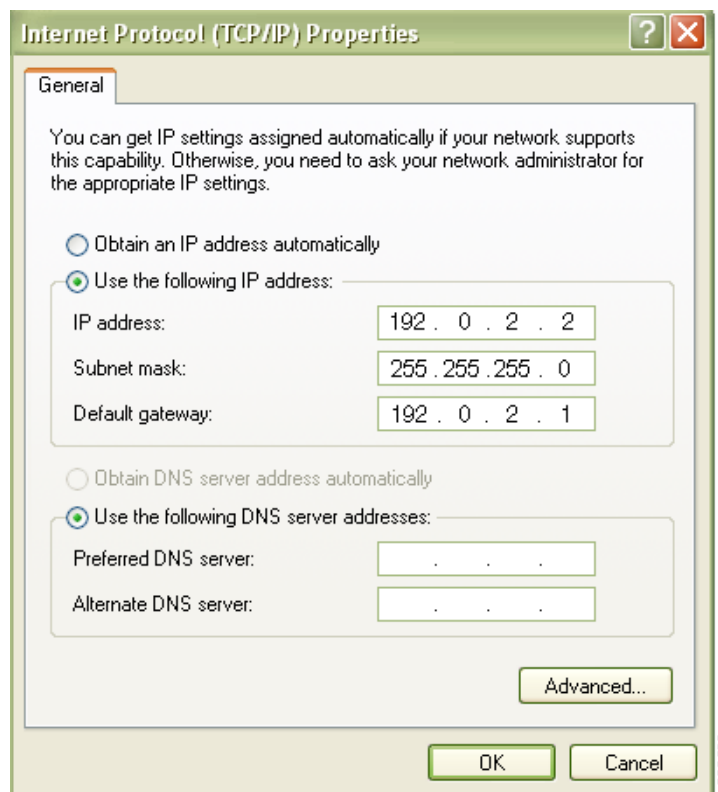 Internet Protocol (TCP/IP) Properties
General
You can get IP settings assigned automatically if your network supports
this capability. Otherwise, you need to ask your network administrator for
the appropriate IP settings.
Obtain an IP address automatically
Use the following IP address:
IP address: 192 . 0 . 2 . 2
Subnet mask: 255 . 255 . 255 . 0
Default gateway: 192 . 0 . 2 . 1
Obtain DNS server address automatically
Use the following DNS server addresses:
Preferred DNS server: . . .
Alternate DNS server: . . .
Advanced...
OK Cancel